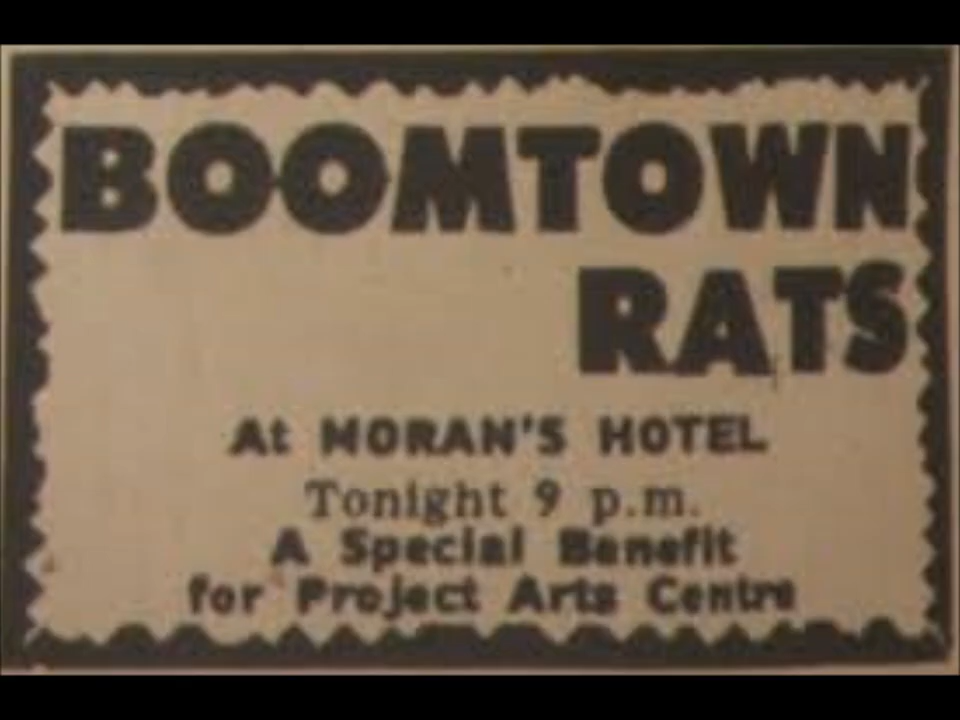 BOOMTOWN
RATS
At MORAN'S HOTEL
Tonight 9 p.m.
A Special Benefit
for Project Arts Centre